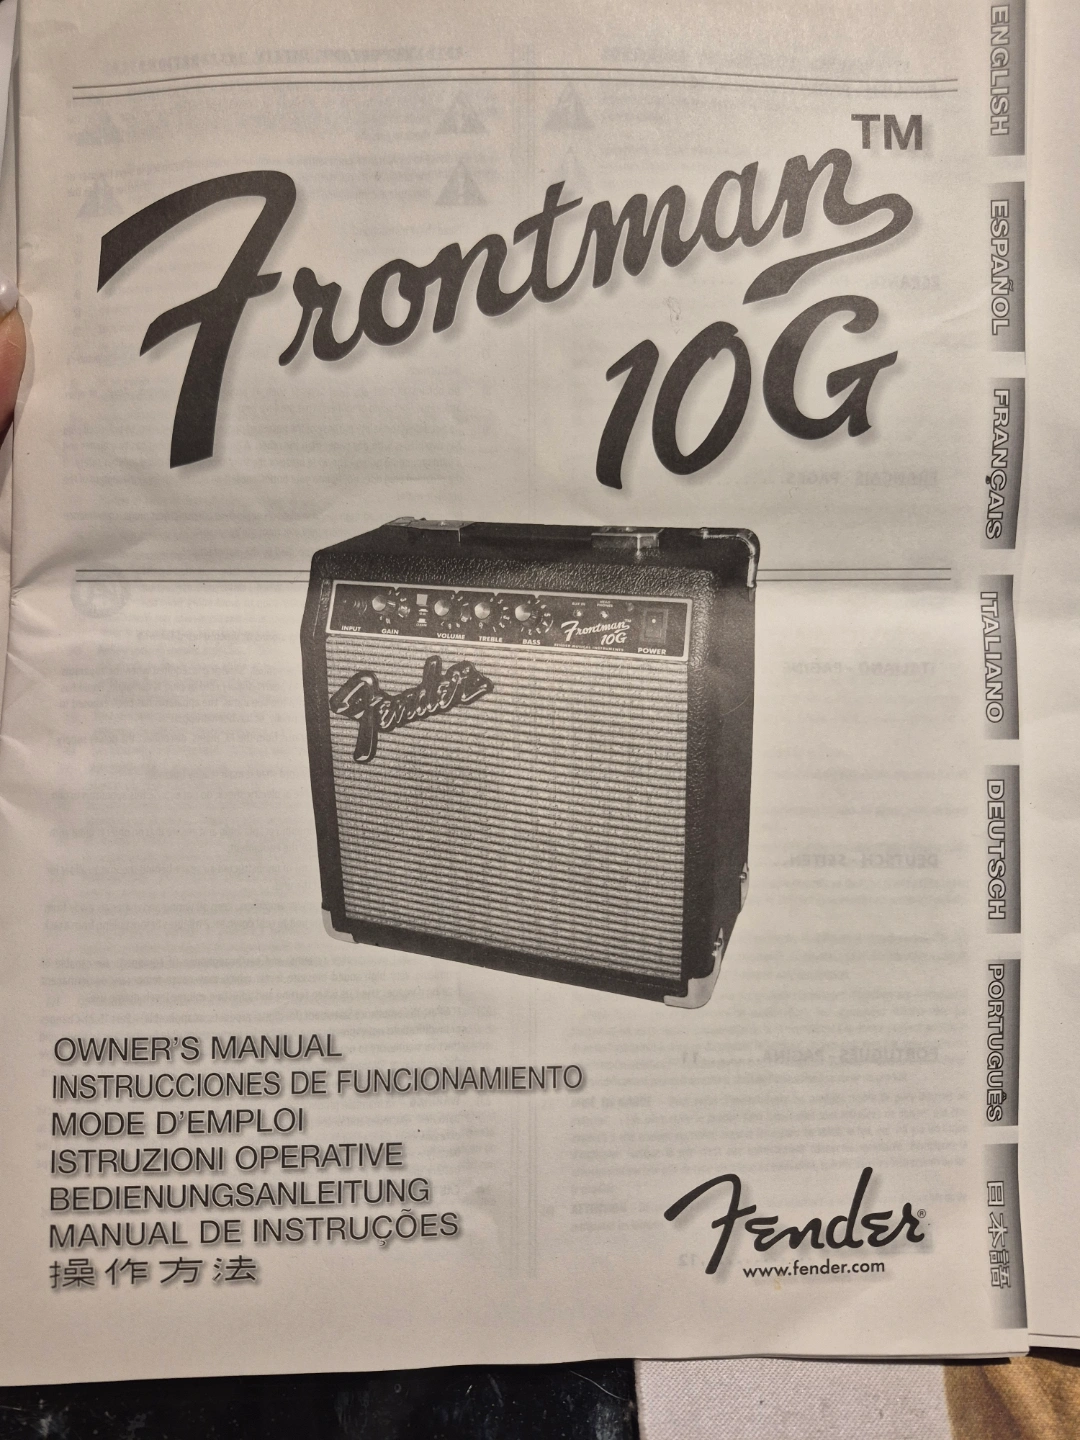 Frontman™
10G
INPUT GAIN VOLUME TREBLE BASS Frontman™ 10G POWER
Fender
OWNER'S MANUAL
INSTRUCCIONES DE FUNCIONAMIENTO
MODE D'EMPLOI
ISTRUZIONI OPERATIVE
BEDIENUNGSANLEITUNG
MANUAL DE INSTRUÇÕES
操作方法
Fender®
www.fender.com
ENGLISH
ESPAÑOL
FRANÇAIS
ITALIANO
DEUTSCH
PORTUGUÊS
日本語